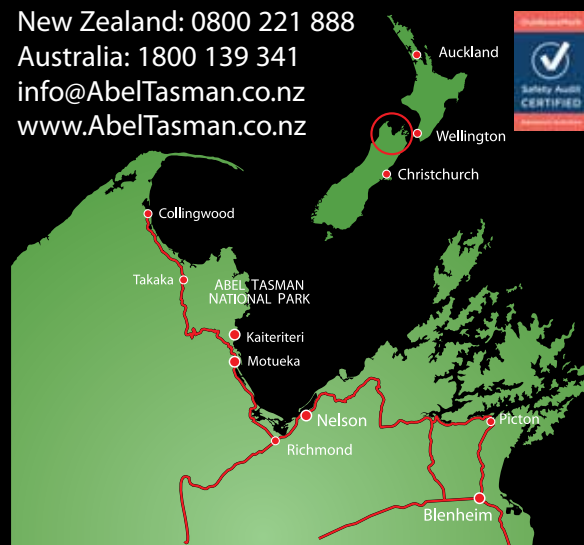 New Zealand: 0800 221 888
Australia: 1800 139 341
info@AbelTasman.co.nz
www.AbelTasman.co.nz
Auckland
Safety Audit
CERTIFIED
Wellington
Christchurch
Collingwood
Takaka
ABEL TASMAN
NATIONAL PARK
Kaiteriteri
Motueka
Nelson
Picton
Richmond
Blenheim